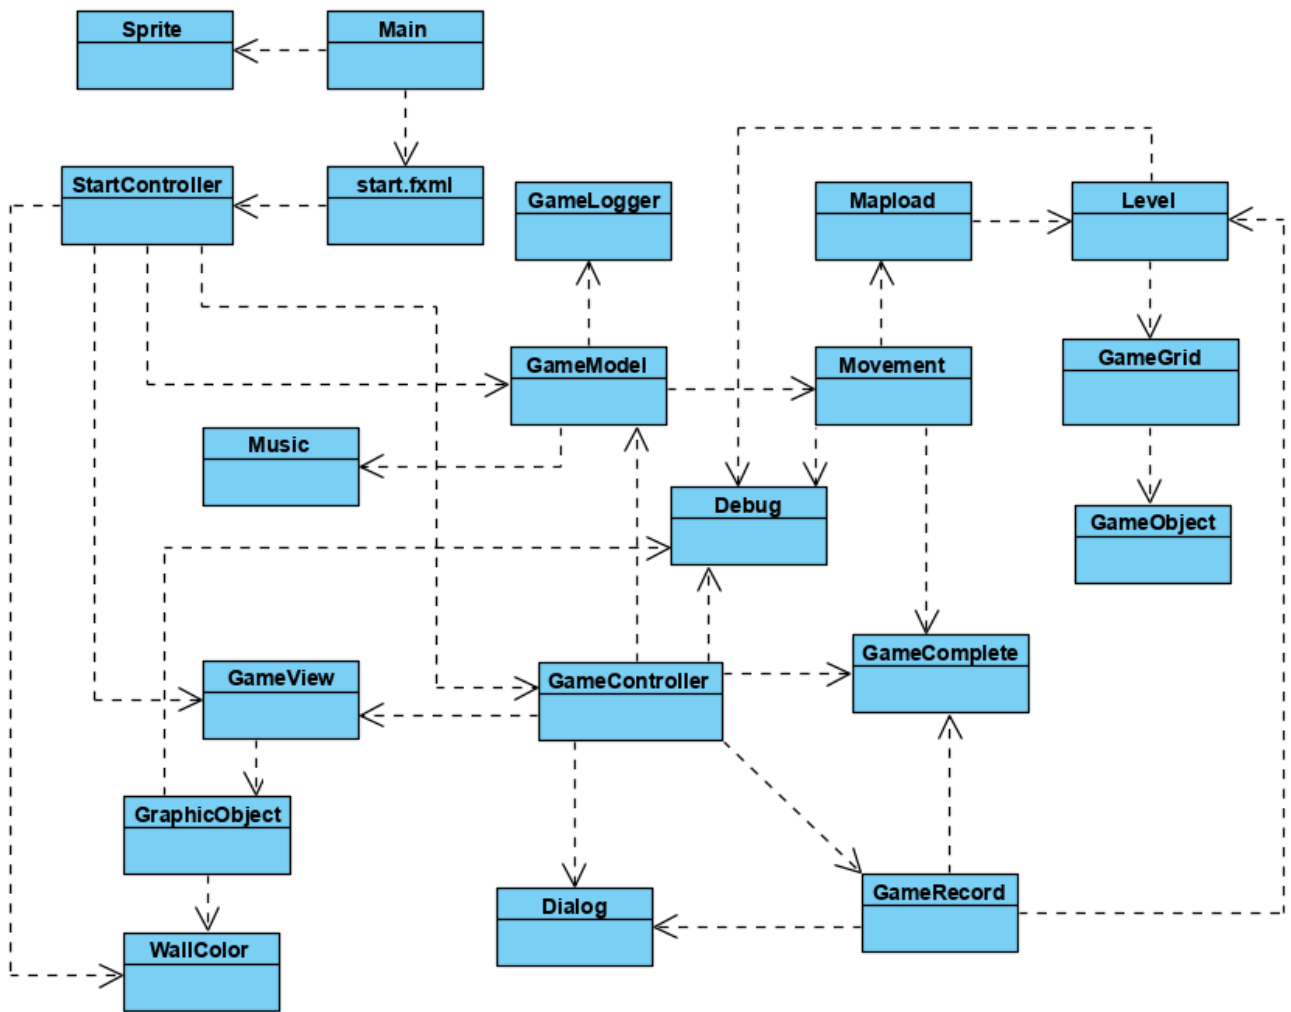 Sprite
Main
StartController
start.fxml
GameLogger
Mapload
Level
GameModel
Movement
GameGrid
Music
Debug
GameObject
GameView
GameController
GameComplete
GraphicObject
Dialog
GameRecord
WallColor